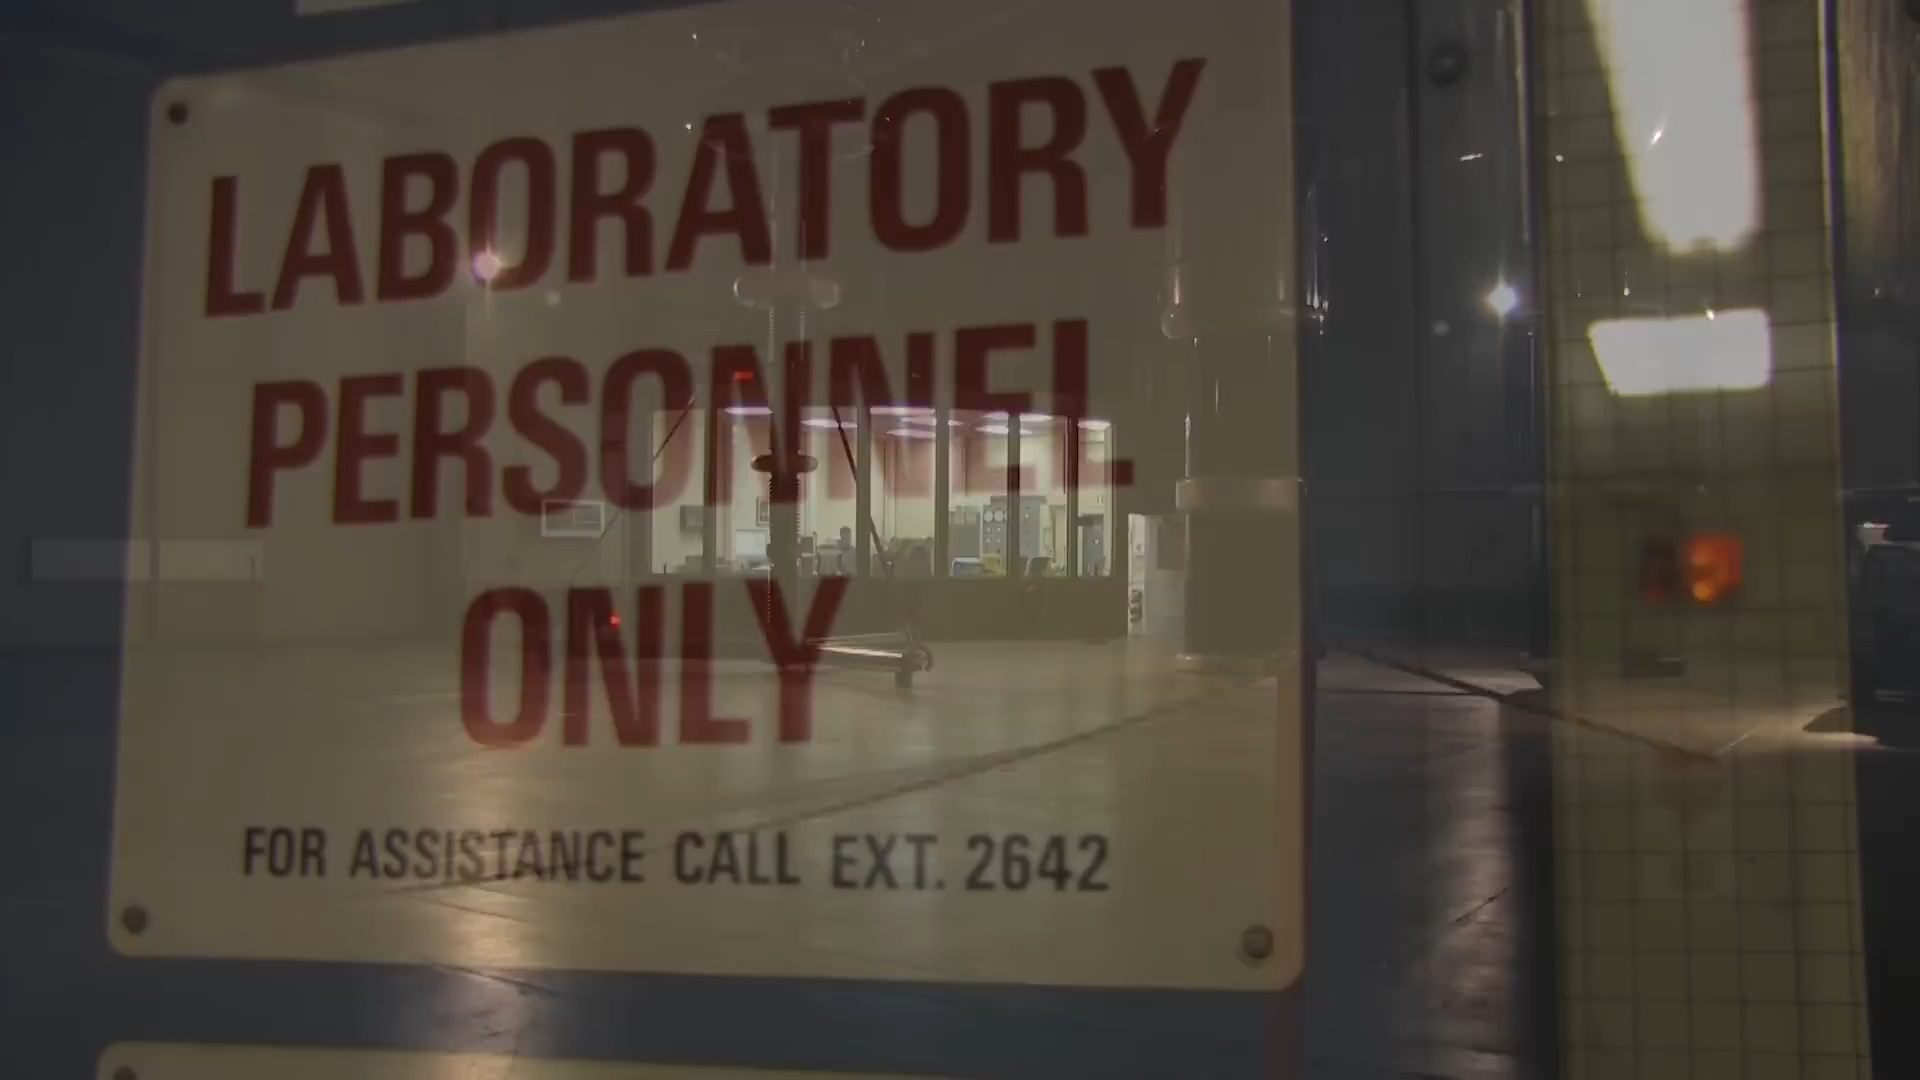 LABORATORY
PERSONNEL
ONLY
FOR ASSISTANCE CALL EXT. 2642